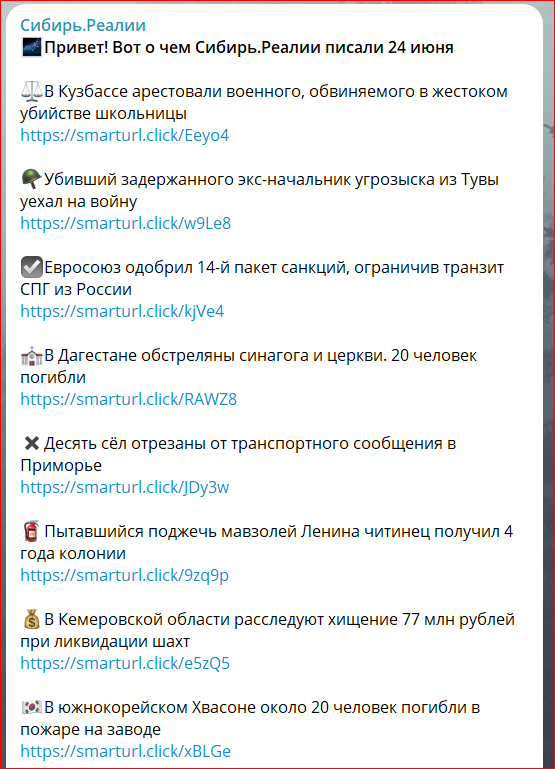 Сибирь.Реалии
Привет! Вот о чем Сибирь.Реалии писали 24 июня
В Кузбассе арестовали военного, обвиняемого в жестоком
убийстве школьницы
https://smarturl.click/Eeyo4
Убивший задержанного экс-начальник угрозыска из Тувы
уехал на войну
https://smarturl.click/w9Le8
Евросоюз одобрил 14-й пакет санкций, ограничив транзит
СПГ из России
https://smarturl.click/kjVe4
В Дагестане обстреляны синагога и церкви. 20 человек
погибли
https://smarturl.click/RAWZ8
Десять сёл отрезаны от транспортного сообщения в
Приморье
https://smarturl.click/JDy3w
Пытавшийся поджечь мавзолей Ленина читинец получил 4
года колонии
https://smarturl.click/9zq9p
В Кемеровской области расследуют хищение 77 млн рублей
при ликвидации шахт
https://smarturl.click/e5zQ5
В южнокорейском Хвасоне около 20 человек погибли в
пожаре на заводе
https://smarturl.click/xBLGe